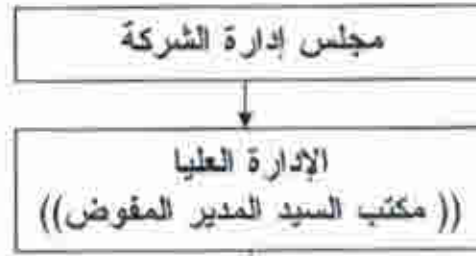 مجلس إدارة الشركة
الإدارة العليا
(( مكتب السيد المدير المفوض))